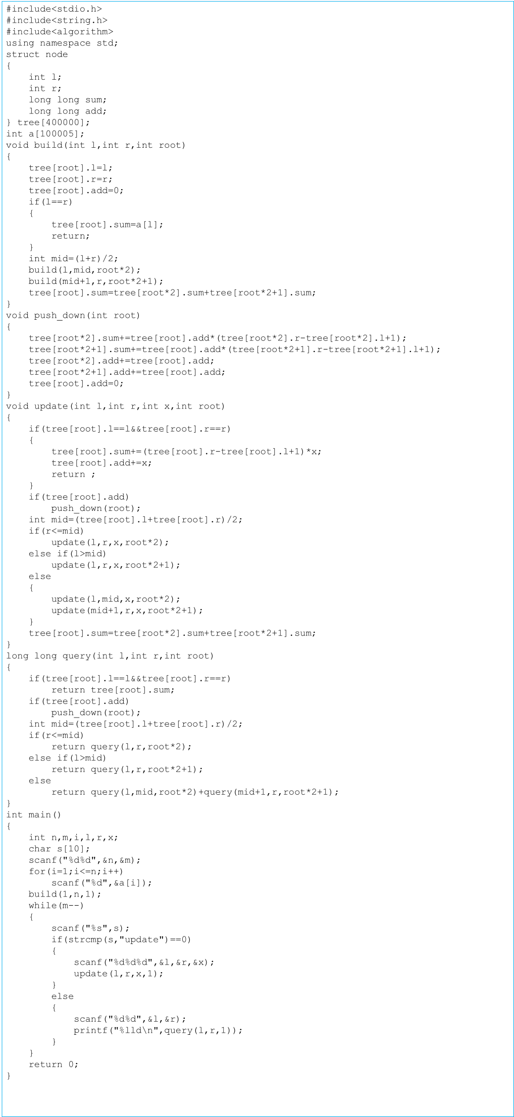 #include<stdio.h>
#include<string.h>
#include<algorithm>
using namespace std;
struct node
{
    int l;
    int r;
    long long sum;
    long long add;
} tree[400000];
int a[100005];
void build(int l,int r,int root)
{
    tree[root].l=l;
    tree[root].r=r;
    tree[root].add=0;
    if(l==r)
    {
        tree[root].sum=a[l];
        return;
    }
    int mid=(l+r)/2;
    build(l,mid,root*2);
    build(mid+1,r,root*2+1);
    tree[root].sum=tree[root*2].sum+tree[root*2+1].sum;
}
void push_down(int root)
{
    tree[root*2].sum+=tree[root].add*(tree[root*2].r-tree[root*2].l+1);
    tree[root*2+1].sum+=tree[root].add*(tree[root*2+1].r-tree[root*2+1].l+1);
    tree[root*2].add+=tree[root].add;
    tree[root*2+1].add+=tree[root].add;
    tree[root].add=0;
}
void update(int l,int r,int x,int root)
{
    if(tree[root].l==l&&tree[root].r==r)
    {
        tree[root].sum+=(tree[root].r-tree[root].l+1)*x;
        tree[root].add+=x;
        return ;
    }
    if(tree[root].add)
        push_down(root);
    int mid=(tree[root].l+tree[root].r)/2;
    if(r<=mid)
        update(l,r,x,root*2);
    else if(l>mid)
        update(l,r,x,root*2+1);
    else
    {
        update(l,mid,x,root*2);
        update(mid+1,r,x,root*2+1);
    }
    tree[root].sum=tree[root*2].sum+tree[root*2+1].sum;
}
long long query(int l,int r,int root)
{
    if(tree[root].l==l&&tree[root].r==r)
        return tree[root].sum;
    if(tree[root].add)
        push_down(root);
    int mid=(tree[root].l+tree[root].r)/2;
    if(r<=mid)
        return query(l,r,root*2);
    else if(l>mid)
        return query(l,r,root*2+1);
    else
        return query(l,mid,root*2)+query(mid+1,r,root*2+1);
}
int main()
{
    int n,m,i,l,r,x;
    char s[10];
    scanf("%d%d",&n,&m);
    for(i=1;i<=n;i++)
        scanf("%d",&a[i]);
    build(1,n,1);
    while(m--)
    {
        scanf("%s",s);
        if(strcmp(s,"update")==0)
        {
            scanf("%d%d%d",&l,&r,&x);
            update(l,r,x,1);
        }
        else
        {
            scanf("%d%d",&l,&r);
            printf("%lld\n",query(l,r,1));
        }
    }
    return 0;
}